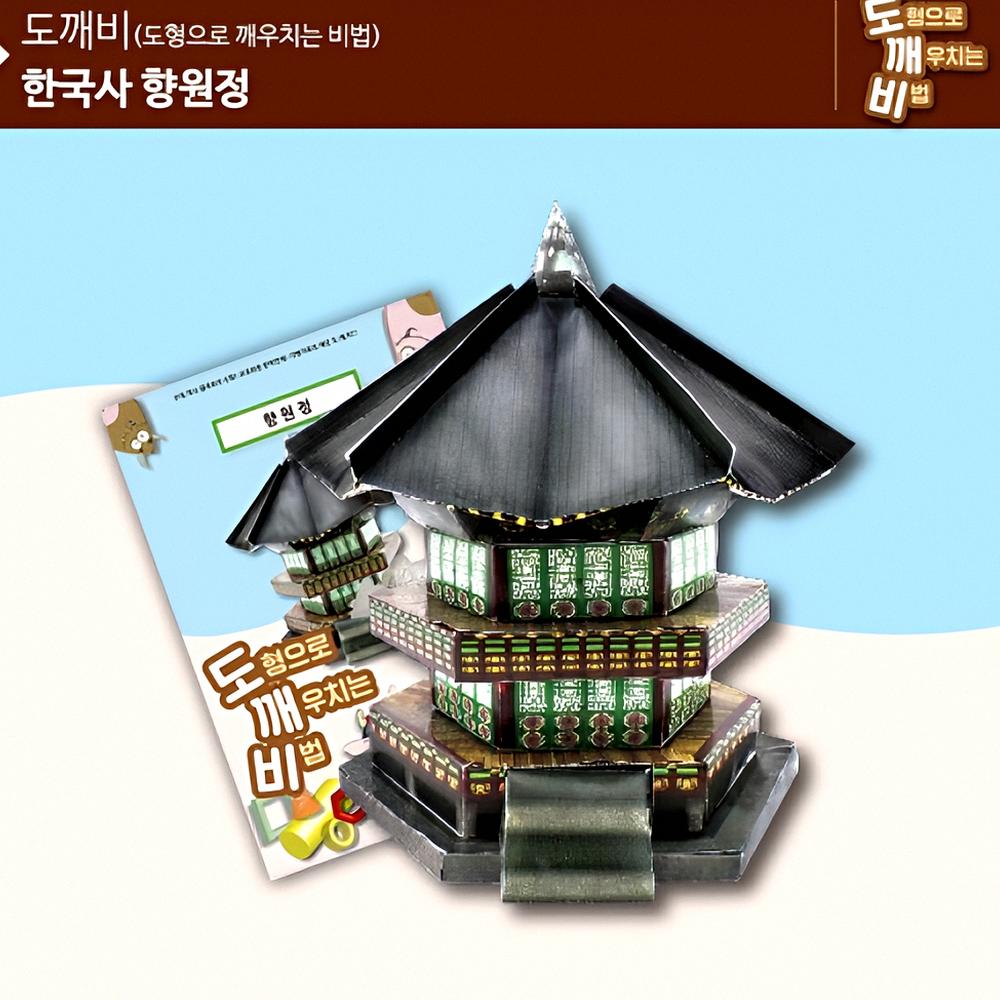 도깨비 (도형으로 깨우치는 비법)
한국사 향원정
도형으로
깨우치는
비법
향원정
도형으로
깨우치는
비법